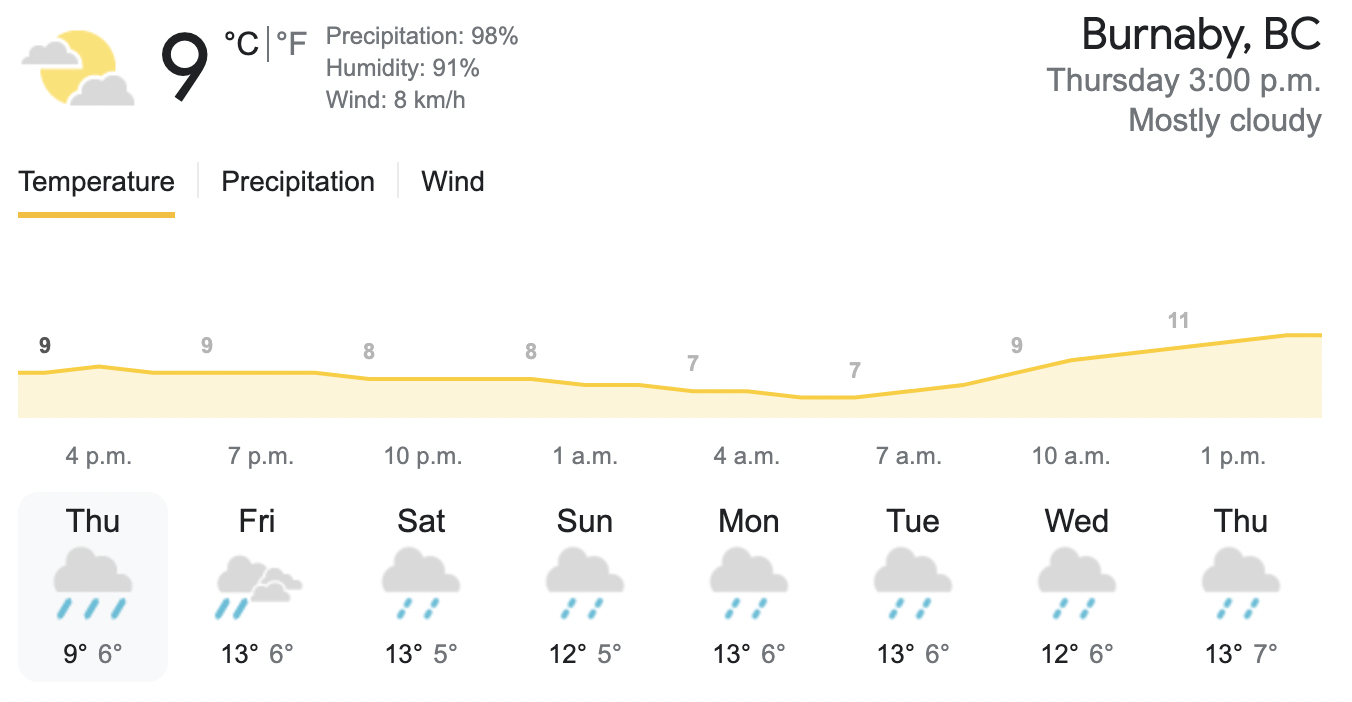 9 °C | °F
Precipitation: 98%
Humidity: 91%
Wind: 8 km/h
Burnaby, BC
Thursday 3:00 p.m.
Mostly cloudy
Temperature Precipitation Wind
9 9 8 8 7 7 9 11
4 p.m. 7 p.m. 10 p.m. 1 a.m. 4 a.m. 7 a.m. 10 a.m. 1 p.m.
Thu Fri Sat Sun Mon Tue Wed Thu
9° 6° 13° 6° 13° 5° 12° 5° 13° 6° 13° 6° 12° 6° 13° 7°